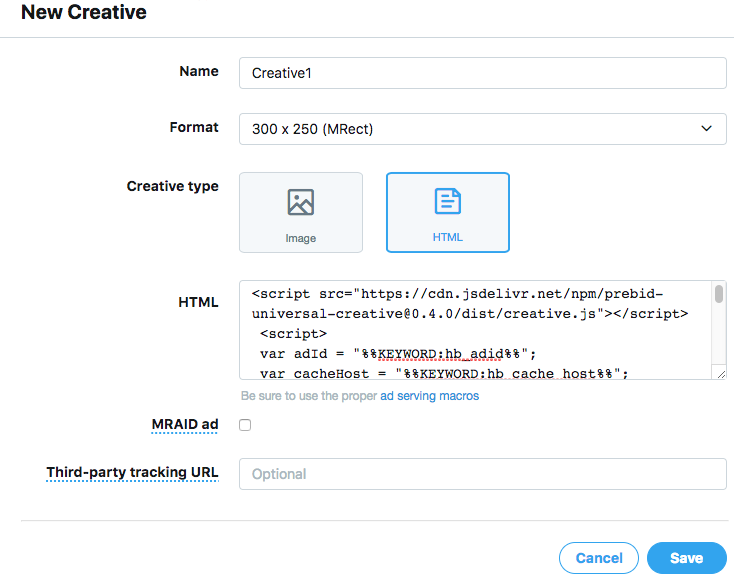 New Creative
Name
Creative1
Format
300 x 250 (MRect)
Creative type
Image
HTML
HTML
<script src="https://cdn.jsdelivr.net/npm/prebid-
universal-creative@0.4.0/dist/creative.js"></script>
<script>
var adId = "%%KEYWORD:hb_adid%%";
var cacheHost = "%%KEYWORD:hb_cache_host%%";
Be sure to use the proper ad serving macros
MRAID ad
Third-party tracking URL
Optional
Cancel
Save